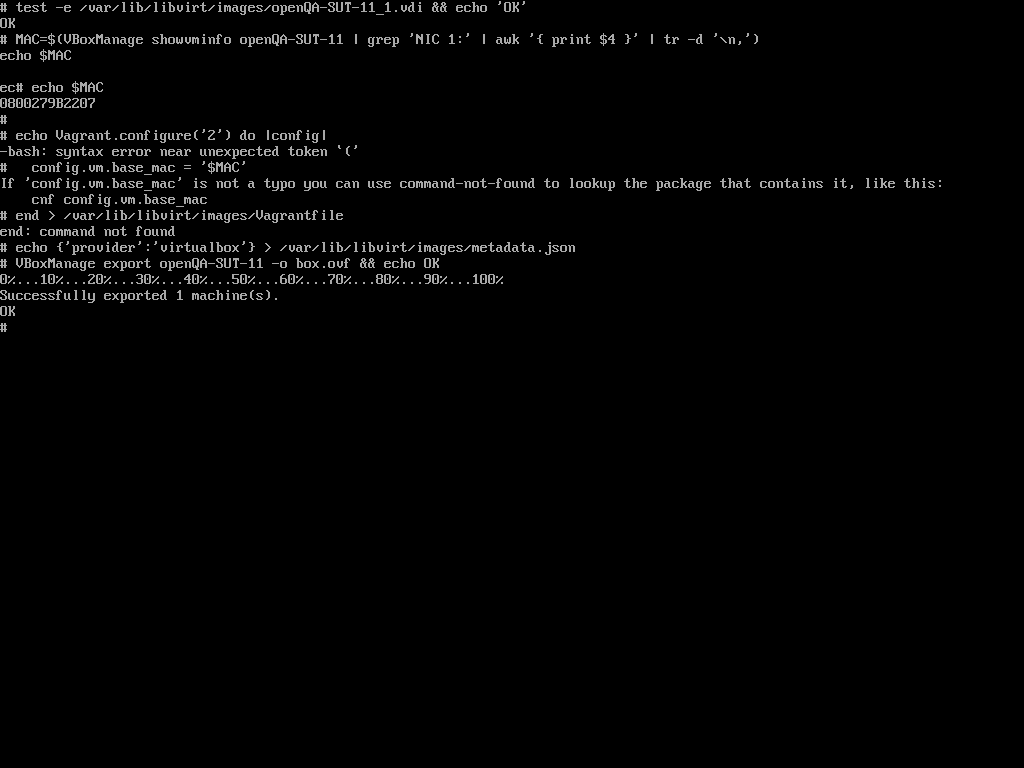 # test -e /var/lib/libvirt/images/openQA-SUT-11_1.vdi && echo 'OK'
OK
# MAC=$(VBoxManage showvminfo openQA-SUT-11 | grep 'NIC 1:' | awk '{ print $4 }' | tr -d '\n,')
echo $MAC
ec# echo $MAC
0800279B2207
#
# echo Vagrant.configure('2') do |config|
-bash: syntax error near unexpected token `('
#   config.vm.base_mac = '$MAC'
If 'config.vm.base_mac' is not a typo you can use command-not-found to lookup the package that contains it, like this:
    cnf config.vm.base_mac
# end > /var/lib/libvirt/images/Vagrantfile
end: command not found
# echo {'provider':'virtualbox'} > /var/lib/libvirt/images/metadata.json
# VBoxManage export openQA-SUT-11 -o box.ovf && echo OK
0%...10%...20%...30%...40%...50%...60%...70%...80%...90%...100%
Successfully exported 1 machine(s).
OK
#